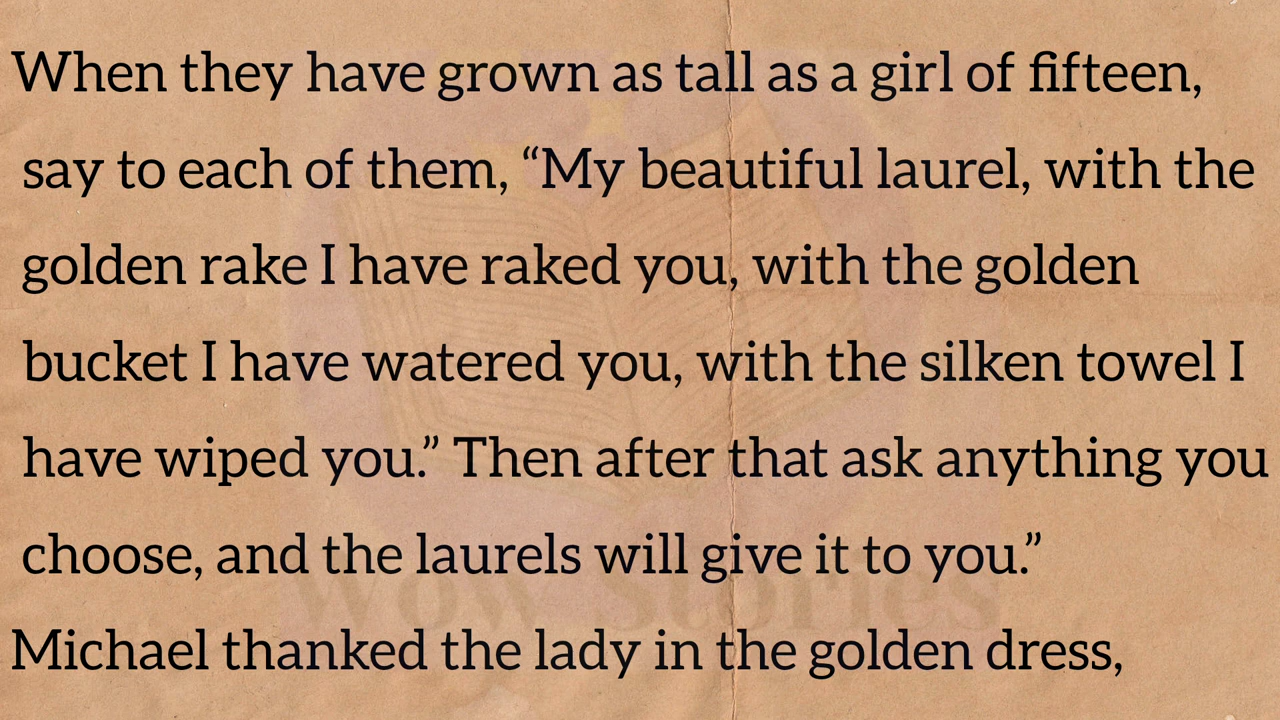 When they have grown as tall as a girl of fifteen,
say to each of them, “My beautiful laurel, with the
golden rake I have raked you, with the golden
bucket I have watered you, with the silken towel I
have wiped you.” Then after that ask anything you
choose, and the laurels will give it to you.”
Michael thanked the lady in the golden dress,
Wow Stories